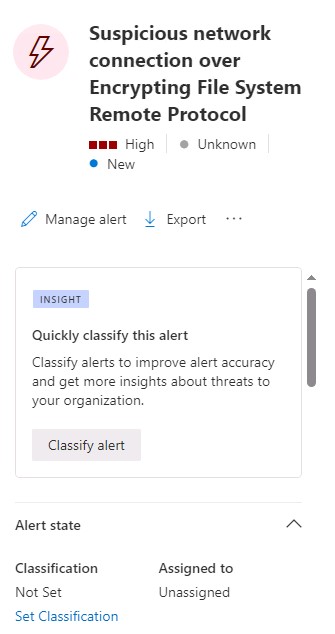 Suspicious network
connection over
Encrypting File System
Remote Protocol
High Unknown
New
Manage alert Export ...
INSIGHT
Quickly classify this alert
Classify alerts to improve alert accuracy
and get more insights about threats to
your organization.
Classify alert
Alert state
Classification Assigned to
Not Set Unassigned
Set Classification